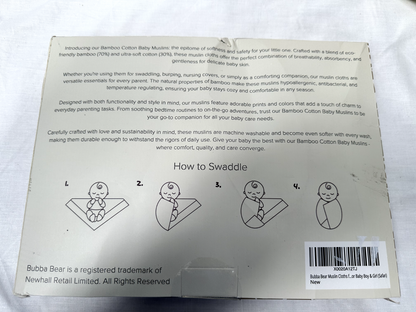 Introducing our Bamboo Cotton Baby Muslins: the epitome of softness and safety for your little one. Crafted with a blend of eco-
friendly bamboo (70%) and ultra-soft cotton (30%), these muslin cloths offer the perfect combination of breathability, absorbency, and
gentleness for delicate baby skin.
Whether you're using them for swaddling, burping, nursing covers, or simply as a comforting companion, our muslin cloths are
versatile essentials for every parent. The natural properties of bamboo make these muslins hypoallergenic, antibacterial, and
temperature regulating, ensuring your baby stays cosy and comfortable in any season.
Designed with both functionality and style in mind, our muslins feature adorable prints and colors that add a touch of charm to
everyday parenting tasks. From soothing bedtime routines to on-the-go adventures, trust our Bamboo Cotton Baby Muslins to be
your go-to companion for all your baby care needs.
Carefully crafted with love and sustainability in mind, these muslins are machine washable and become even softer with every wash,
making them durable enough to withstand the rigors of daily use. Give your baby the best with our Bamboo Cotton Baby Muslins–
where comfort, quality, and care converge.
How to Swaddle
1. 2. 3. 4.
Bubba Bear is a registered trademark of
Newhall Retail Limited. All Rights Reserved
X0020A1ZTJ
Bubba Bear Muslin Cloths f...or Baby Boy & Girl (Safari)
New